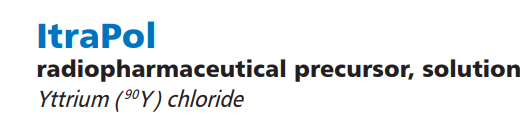 ItraPol
radiopharmaceutical precursor, solution
Yttrium (⁹⁰Y) chloride